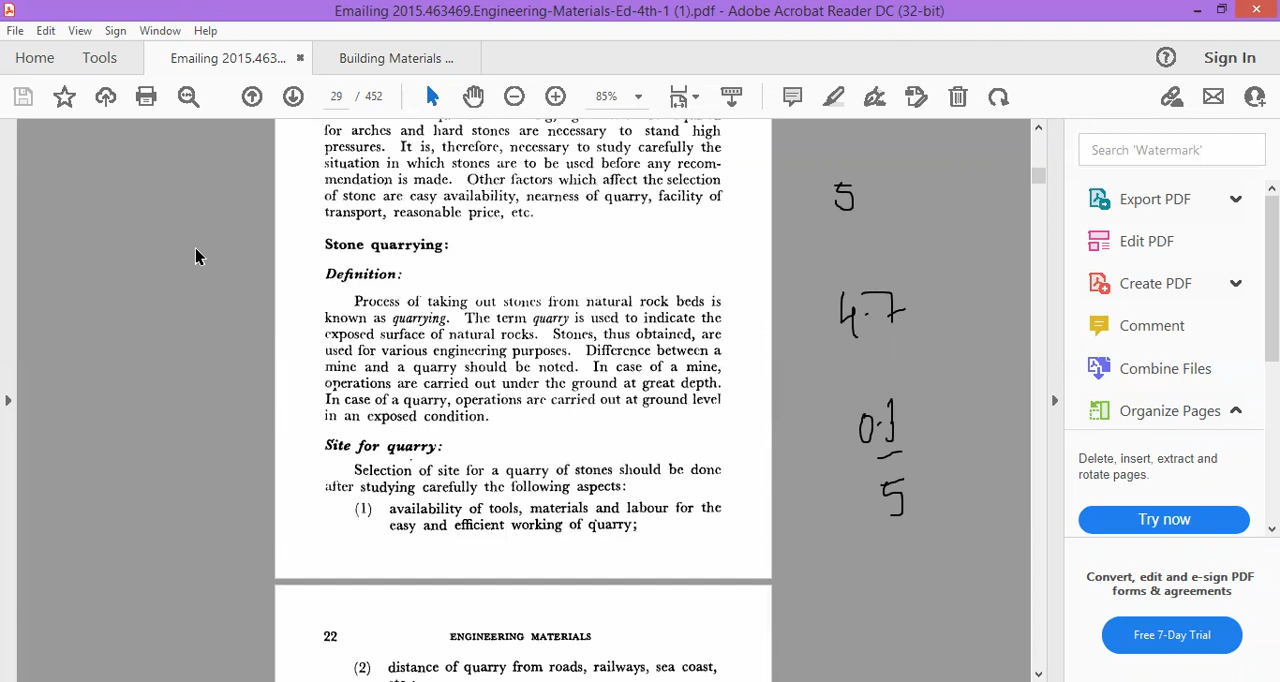 Emailing 2015.463469.Engineering-Materials-Ed-4th-1 (1).pdf - Adobe Acrobat Reader DC (32-bit)
File Edit View Sign Window Help
Home Tools Emailing 2015.463... Building Materials ... Sign In
29 / 452 85%
for arches and hard stones are necessary to stand high
pressures. It is, therefore, necessary to study carefully the
situation in which stones are to be used before any recom-
mendation is made. Other factors which affect the selection
of stone are easy availability, nearness of quarry, facility of
transport, reasonable price, etc.
Stone quarrying:
Definition:
Process of taking out stones from natural rock beds is
known as quarrying. The term quarry is used to indicate the
exposed surface of natural rocks. Stones, thus obtained, are
used for various engineering purposes. Difference between a
mine and a quarry should be noted. In case of a mine,
operations are carried out under the ground at great depth.
In case of a quarry, operations are carried out at ground level
in an exposed condition.
Site for quarry:
Selection of site for a quarry of stones should be done
after studying carefully the following aspects:
(1) availability of tools, materials and labour for the
easy and efficient working of quarry;
22 ENGINEERING MATERIALS
(2) distance of quarry from roads, railways, sea coast,
5
4.7
0.1
5
Search 'Watermark'
Export PDF
Edit PDF
Create PDF
Comment
Combine Files
Organize Pages
Delete, insert, extract and
rotate pages.
Try now
Convert, edit and e-sign PDF
forms & agreements
Free 7-Day Trial